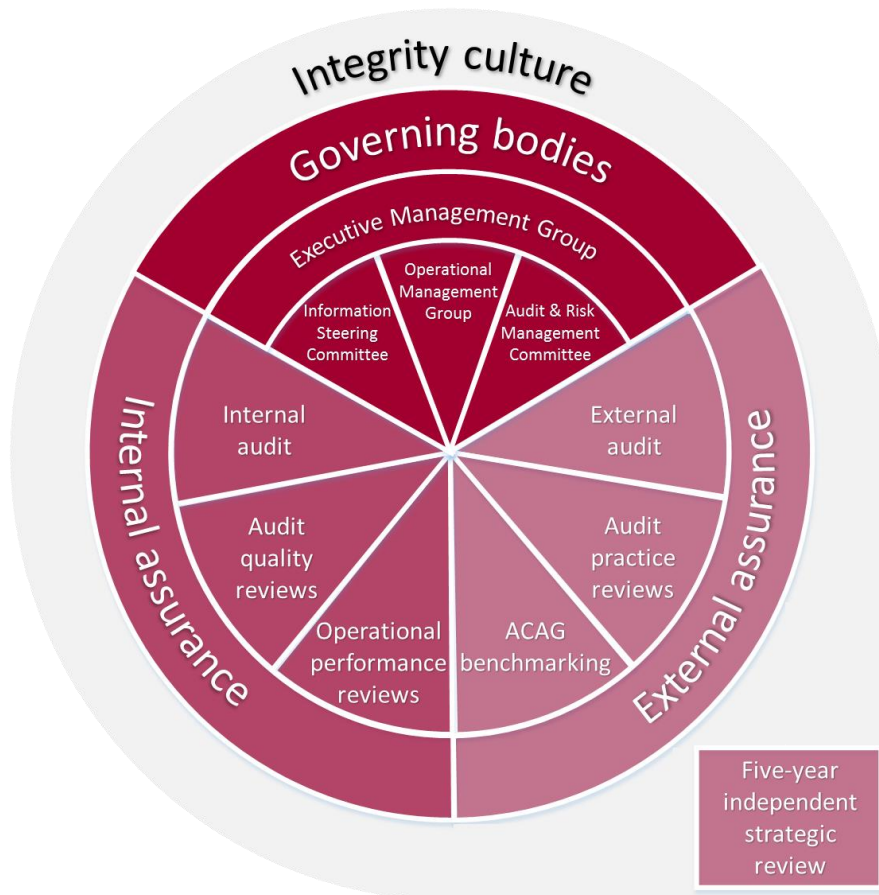 Integrity culture
Governing bodies
Executive Management Group
Information
Steering
Committee
Operational
Management
Group
Audit & Risk
Management
Committee
Internal assurance
Internal
audit
Audit
quality
reviews
Operational
performance
reviews
External assurance
External
audit
Audit
practice
reviews
ACAG
benchmarking
Five-year
independent
strategic
review